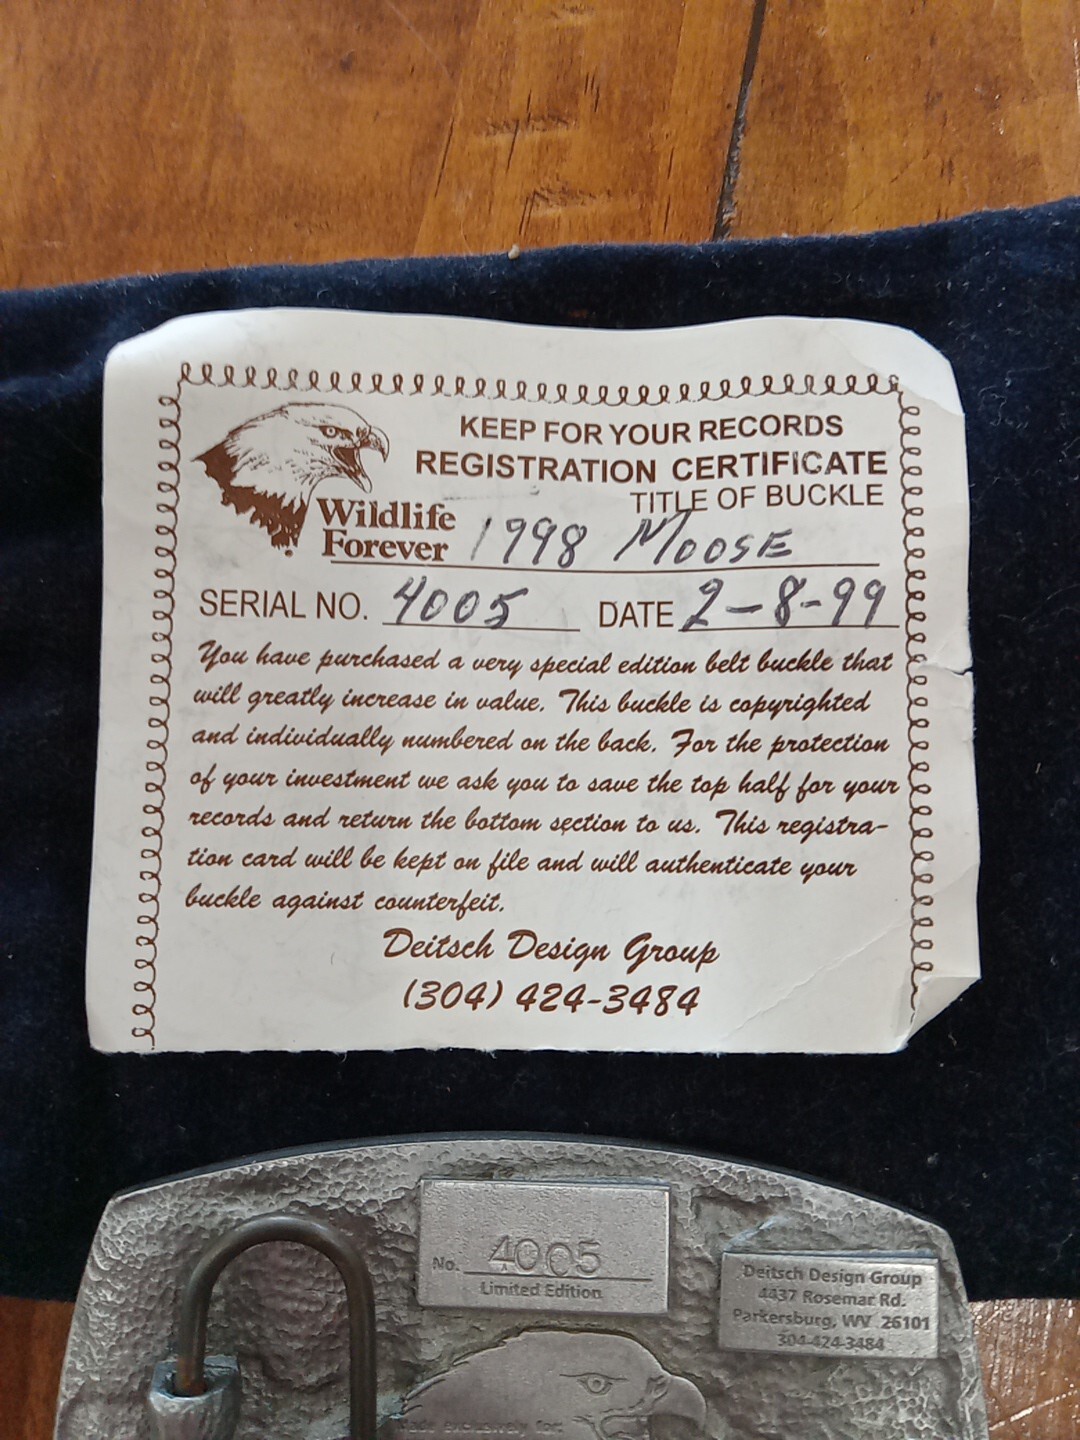 KEEP FOR YOUR RECORDS
REGISTRATION CERTIFICATE
TITLE OF BUCKLE
Wildlife
Forever
1998 MOOSE
SERIAL NO. 4005 DATE 2-8-99
You have purchased a very special edition belt buckle that
will greatly increase in value. This buckle is copyrighted
and individually numbered on the back. For the protection
of your investment we ask you to save the top half for your
records and return the bottom section to us. This registra-
tion card will be kept on file and will authenticate your
buckle against counterfeit.
Deitsch Design Group
(304) 424-3484
No. 4005
Limited Edition
Deitsch Design Group
4437 Rosemar Rd.
Parkersburg, WV 26101
304-424-3484
Made exclusively for: